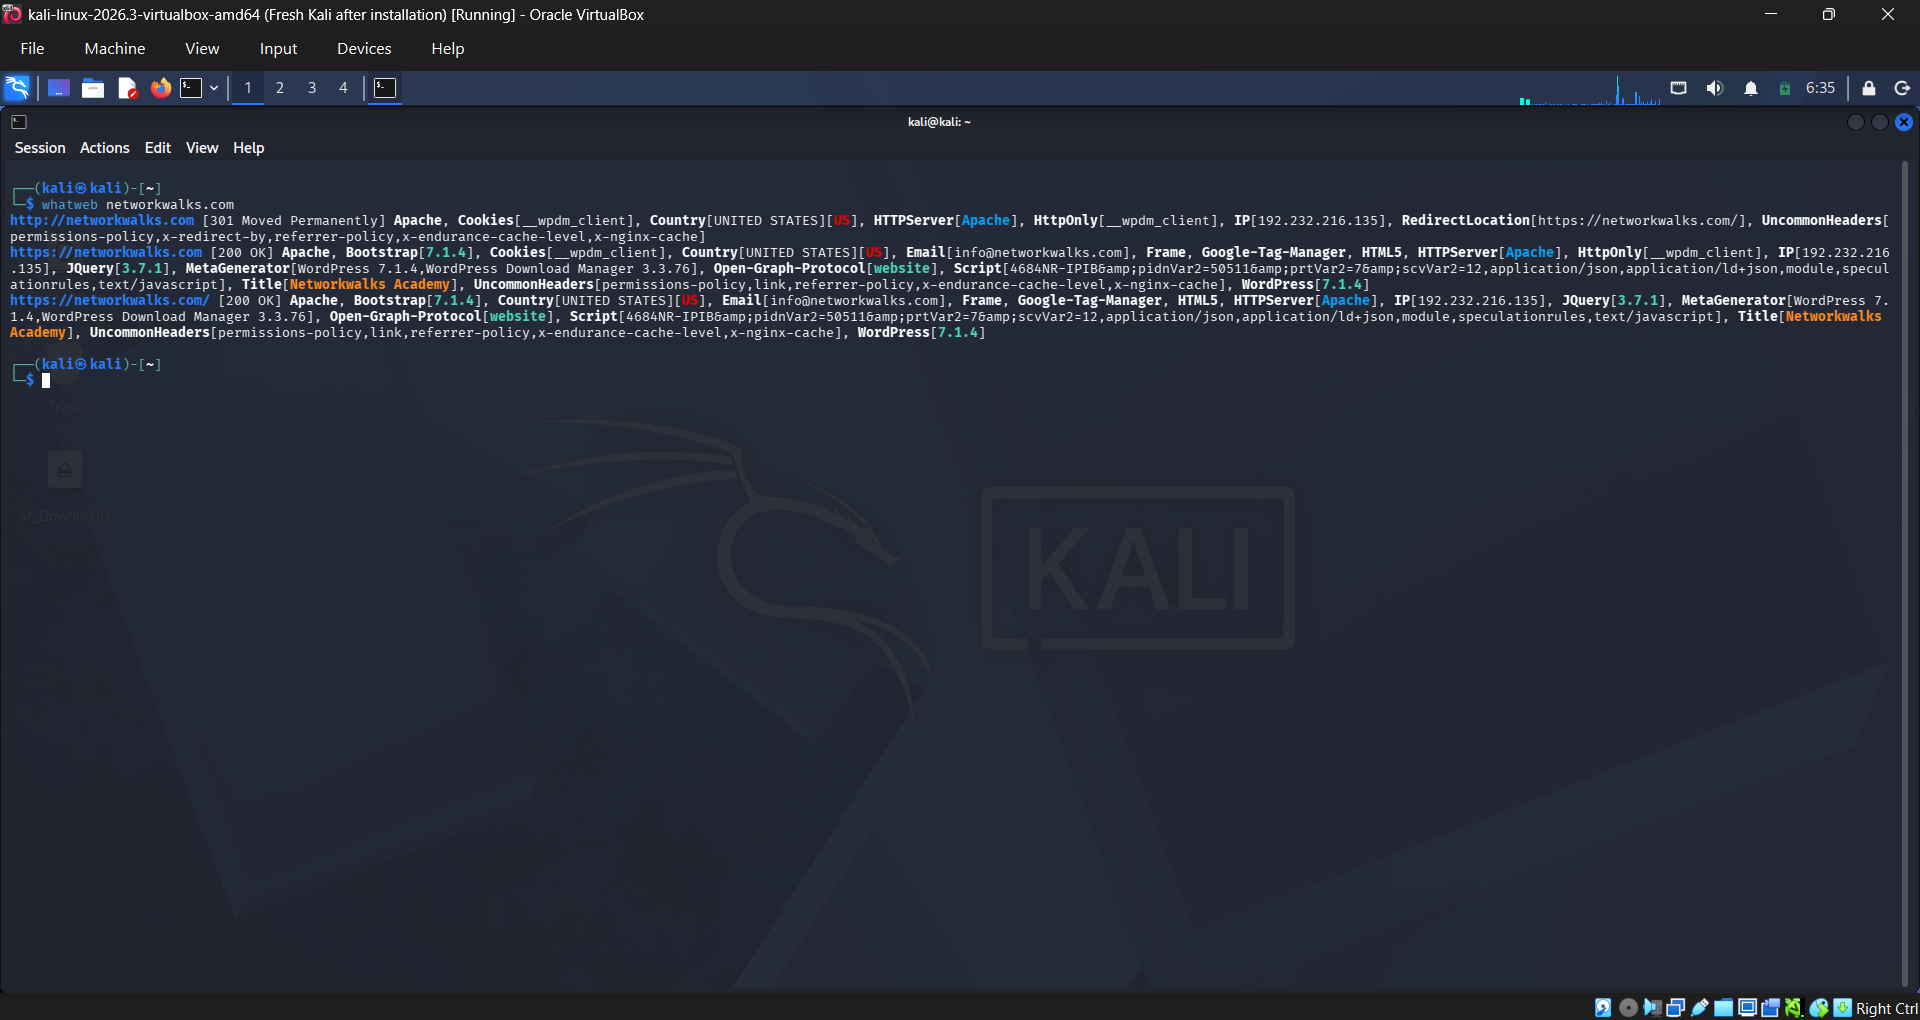 kali-linux-2026.3-virtualbox-amd64 (Fresh Kali after installation) [Running] - Oracle VirtualBox
File Machine View Input Devices Help
1 2 3 4 6:35
kali@kali: ~
Session Actions Edit View Help
┌──(kali㉿kali)-[~]
└─$ whatweb networkwalks.com
http://networkwalks.com [301 Moved Permanently] Apache, Cookies[__wpdm_client], Country[UNITED STATES][US], HTTPServer[Apache], HttpOnly[__wpdm_client], IP[192.232.216.135], RedirectLocation[https://networkwalks.com/], UncommonHeaders[
permissions-policy,x-redirect-by,referrer-policy,x-endurance-cache-level,x-nginx-cache]
https://networkwalks.com [200 OK] Apache, Bootstrap[7.1.4], Cookies[__wpdm_client], Country[UNITED STATES][US], Email[info@networkwalks.com], Frame, Google-Tag-Manager, HTML5, HTTPServer[Apache], HttpOnly[__wpdm_client], IP[192.232.216
.135], JQuery[3.7.1], MetaGenerator[WordPress 7.1.4,WordPress Download Manager 3.3.76], Open-Graph-Protocol[website], Script[4684NR-IPIB&amp;pidnVar2=50511&amp;prtVar2=7&amp;scvVar2=12,application/json,application/ld+json,module,specul
ationrules,text/javascript], Title[Networkwalks Academy], UncommonHeaders[permissions-policy,link,referrer-policy,x-endurance-cache-level,x-nginx-cache], WordPress[7.1.4]
https://networkwalks.com/ [200 OK] Apache, Bootstrap[7.1.4], Country[UNITED STATES][US], Email[info@networkwalks.com], Frame, Google-Tag-Manager, HTML5, HTTPServer[Apache], IP[192.232.216.135], JQuery[3.7.1], MetaGenerator[WordPress 7.
1.4,WordPress Download Manager 3.3.76], Open-Graph-Protocol[website], Script[4684NR-IPIB&amp;pidnVar2=50511&amp;prtVar2=7&amp;scvVar2=12,application/json,application/ld+json,module,speculationrules,text/javascript], Title[Networkwalks
Academy], UncommonHeaders[permissions-policy,link,referrer-policy,x-endurance-cache-level,x-nginx-cache], WordPress[7.1.4]
┌──(kali㉿kali)-[~]
└─$
Trash
sf_Downloads
KALI
Right Ctrl